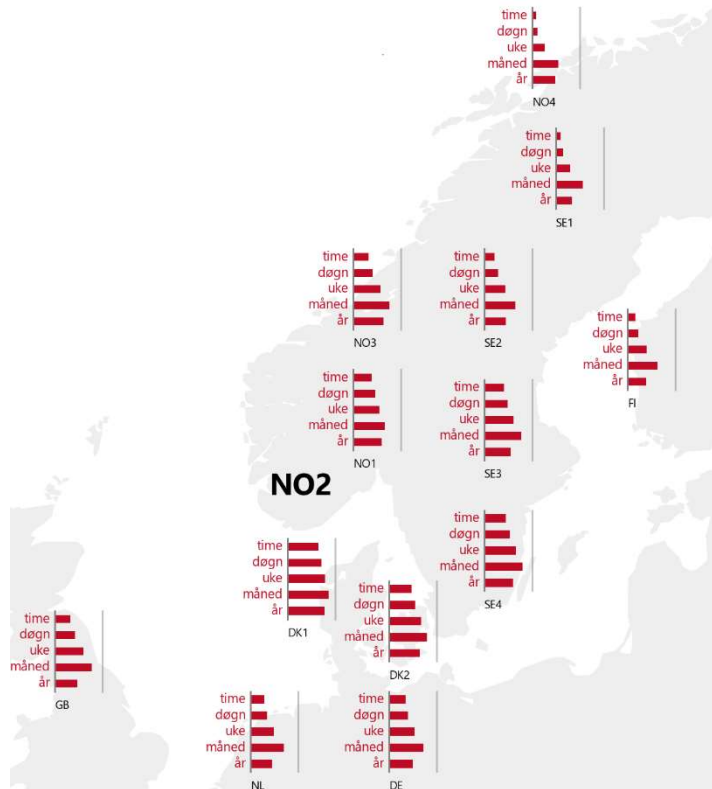 time
døgn
uke
måned
år
NO4
time
døgn
uke
måned
år
SE1
time
døgn
uke
måned
år
NO3
time
døgn
uke
måned
år
SE2
time
døgn
uke
måned
år
FI
time
døgn
uke
måned
år
NO1
time
døgn
uke
måned
år
SE3
NO2
time
døgn
uke
måned
år
SE4
time
døgn
uke
måned
år
DK1
time
døgn
uke
måned
år
DK2
time
døgn
uke
måned
år
GB
time
døgn
uke
måned
år
NL
time
døgn
uke
måned
år
DE